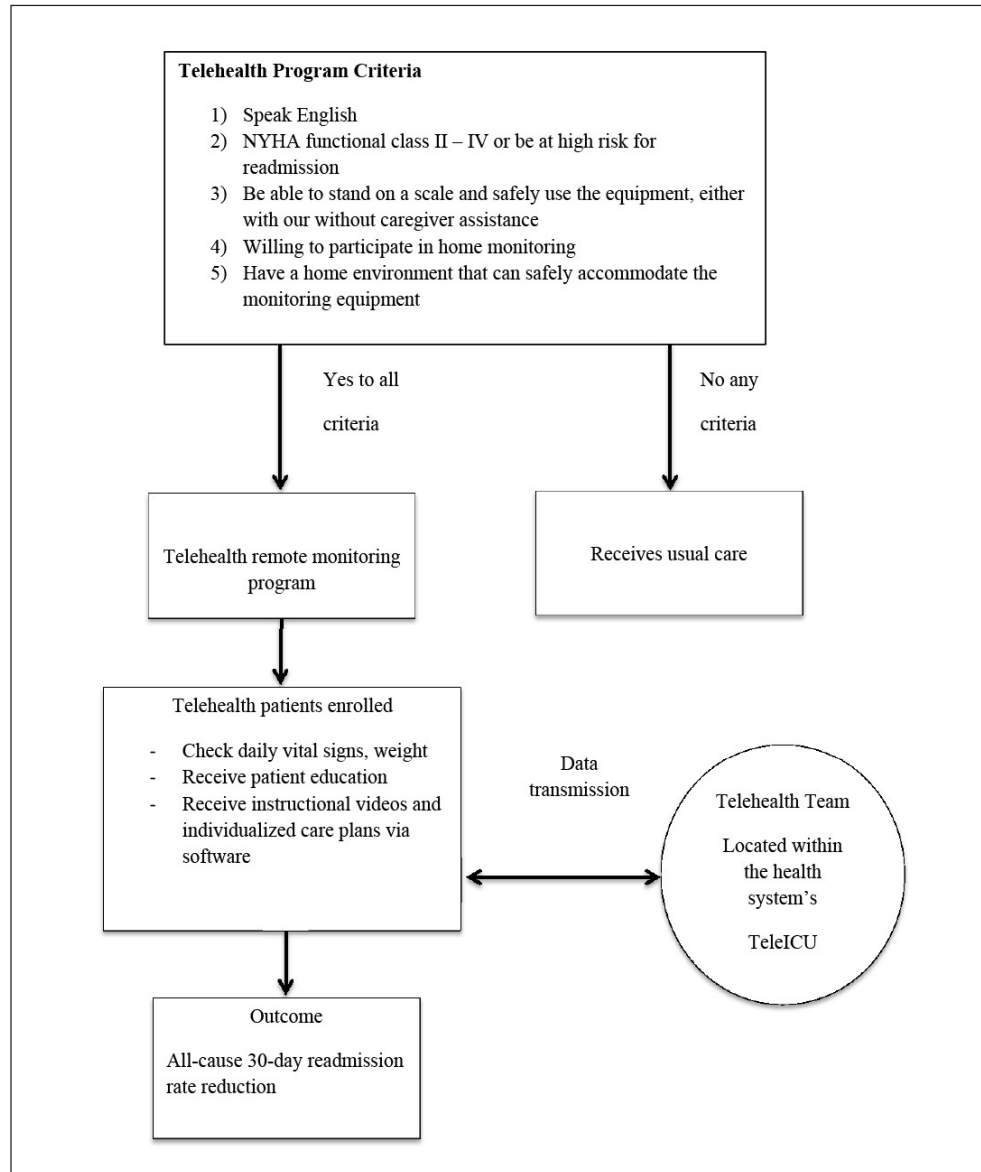 Telehealth Program Criteria
1) Speak English
2) NYHA functional class II – IV or be at high risk for
readmission
3) Be able to stand on a scale and safely use the equipment, either
with our without caregiver assistance
4) Willing to participate in home monitoring
5) Have a home environment that can safely accommodate the
monitoring equipment
Yes to all
criteria
No any
criteria
Telehealth remote monitoring
program
Receives usual care
Telehealth patients enrolled
- Check daily vital signs, weight
- Receive patient education
- Receive instructional videos and
individualized care plans via
software
Data
transmission
Telehealth Team
Located within
the health
system’s
TeleICU
Outcome
All-cause 30-day readmission
rate reduction